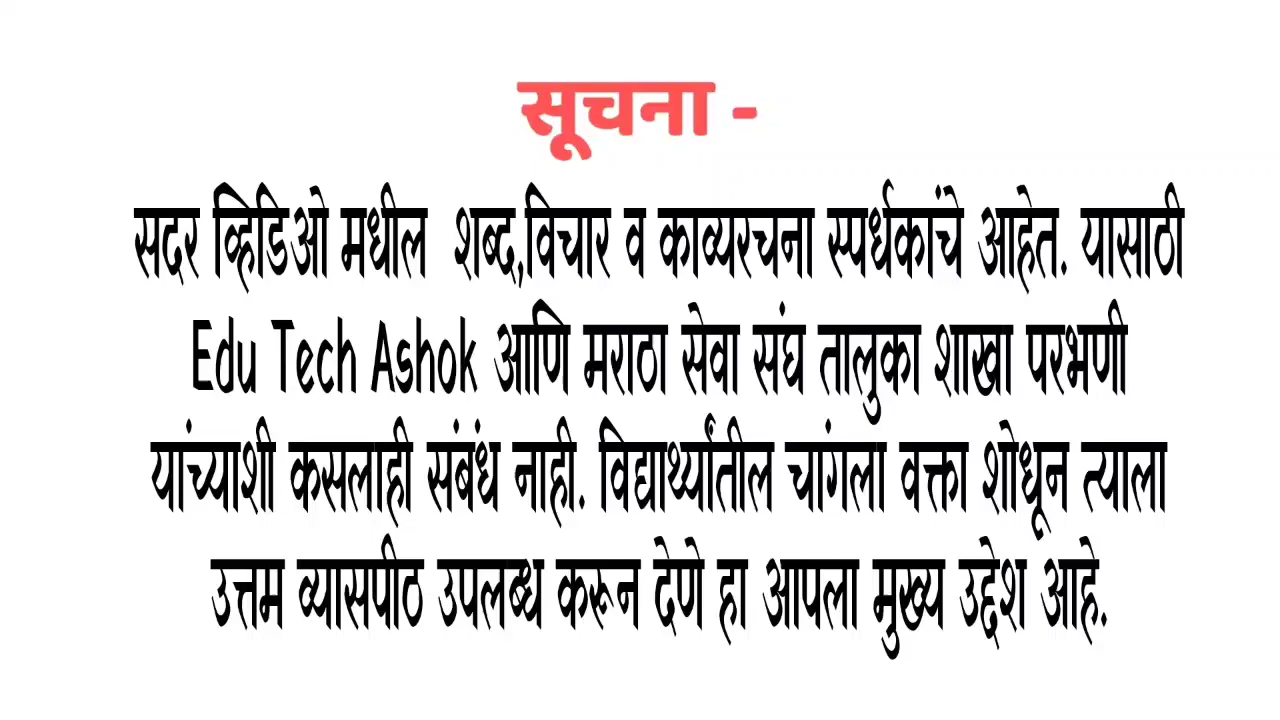 सूचना -
सदर व्हिडिओ मधील शब्द,विचार व काव्यरचना स्पर्धकांचे आहेत. यासाठी
Edu Tech Ashok आणि मराठा सेवा संघ तालुका शाखा परभणी
यांच्याशी कसलाही संबंध नाही. विद्यार्थ्यांतील चांगला वक्ता शोधून त्याला
उत्तम व्यासपीठ उपलब्ध करून देणे हा आपला मुख्य उद्देश आहे.